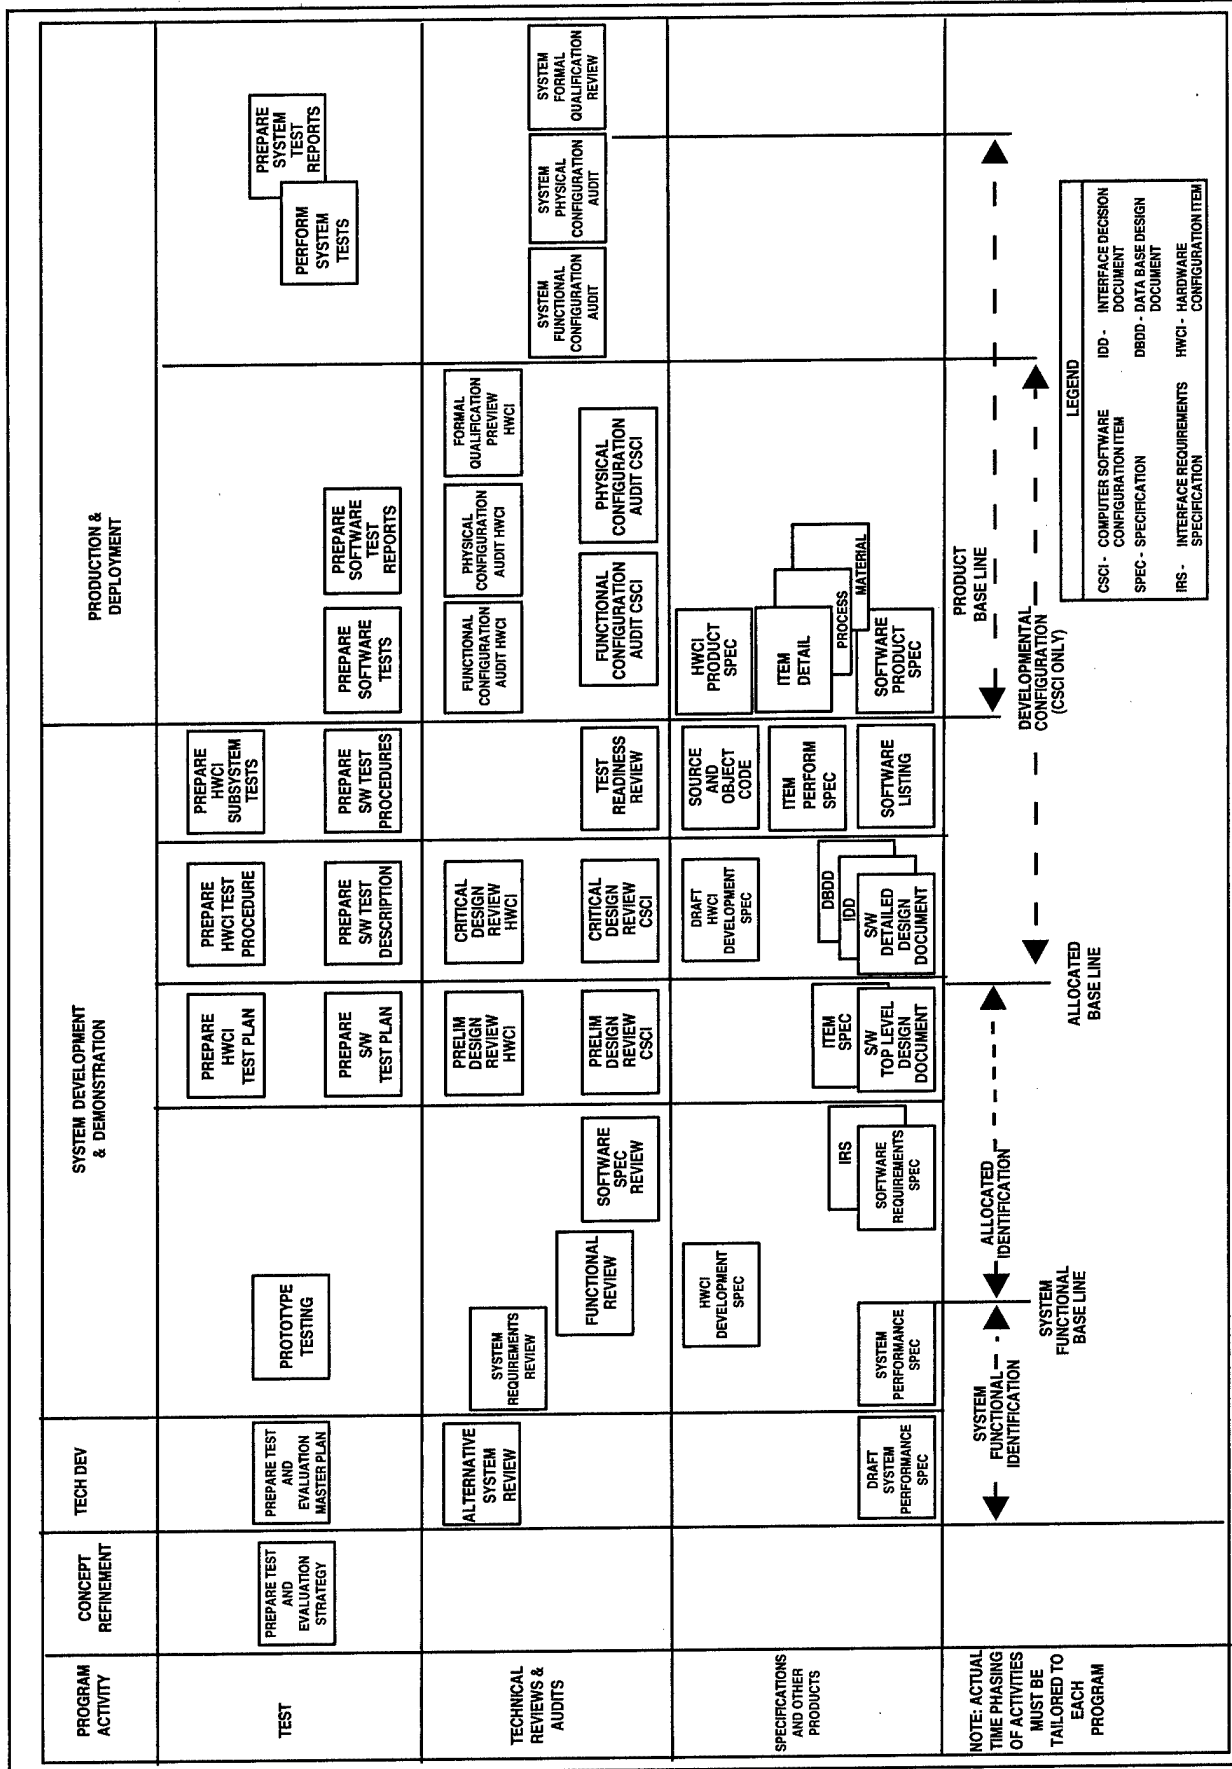 PROGRAM
ACTIVITY
CONCEPT
REFINEMENT
TECH DEV
SYSTEM DEVELOPMENT
& DEMONSTRATION
PRODUCTION &
DEPLOYMENT
TEST
PREPARE TEST
AND
EVALUATION
STRATEGY
PREPARE TEST
AND
EVALUATION
MASTER PLAN
PROTOTYPE
TESTING
PREPARE
HWCI
TEST PLAN
PREPARE
S/W
TEST PLAN
PREPARE
HWCI TEST
PROCEDURE
PREPARE
S/W TEST
DESCRIPTION
PREPARE
HWCI
SUBSYSTEM
TESTS
PREPARE
S/W TEST
PROCEDURES
PREPARE
SOFTWARE
TESTS
PREPARE
SOFTWARE
TEST
REPORTS
PERFORM
SYSTEM
TESTS
PREPARE
SYSTEM
TEST
REPORTS
TECHNICAL
REVIEWS &
AUDITS
ALTERNATIVE
SYSTEM
REVIEW
SYSTEM
REQUIREMENTS
REVIEW
FUNCTIONAL
REVIEW
SOFTWARE
SPEC
REVIEW
PRELIM
DESIGN
REVIEW
HWCI
PRELIM
DESIGN
REVIEW
CSCI
CRITICAL
DESIGN
REVIEW
HWCI
CRITICAL
DESIGN
REVIEW
CSCI
TEST
READINESS
REVIEW
FUNCTIONAL
CONFIGURATION
AUDIT HWCI
PHYSICAL
CONFIGURATION
AUDIT HWCI
FORMAL
QUALIFICATION
PREVIEW
HWCI
FUNCTIONAL
CONFIGURATION
AUDIT CSCI
PHYSICAL
CONFIGURATION
AUDIT CSCI
SYSTEM
FUNCTIONAL
CONFIGURATION
AUDIT
SYSTEM
PHYSICAL
CONFIGURATION
AUDIT
SYSTEM
FORMAL
QUALIFICATION
REVIEW
SPECIFICATIONS
AND OTHER
PRODUCTS
DRAFT
SYSTEM
PERFORMANCE
SPEC
SYSTEM
PERFORMANCE
SPEC
HWCI
DEVELOPMENT
SPEC
IRS
SOFTWARE
REQUIREMENTS
SPEC
ITEM
SPEC
S/W
TOP LEVEL
DESIGN
DOCUMENT
DRAFT
HWCI
DEVELOPMENT
SPEC
DBDD
IDD
S/W
DETAILED
DESIGN
DOCUMENT
SOURCE
AND
OBJECT
CODE
ITEM
PERFORM
SPEC
SOFTWARE
LISTING
HWCI
PRODUCT
SPEC
ITEM
DETAIL
PROCESS
MATERIAL
SOFTWARE
PRODUCT
SPEC
NOTE: ACTUAL
TIME PHASING
OF ACTIVITIES
MUST BE
TAILORED TO
EACH
PROGRAM
SYSTEM
FUNCTIONAL
IDENTIFICATION
SYSTEM
FUNCTIONAL
BASE LINE
ALLOCATED
IDENTIFICATION
ALLOCATED
BASE LINE
DEVELOPMENTAL
CONFIGURATION
(CSCI ONLY)
PRODUCT
BASE LINE
LEGEND
CSCI - COMPUTER SOFTWARE
CONFIGURATION ITEM
SPEC - SPECIFICATION
IRS - INTERFACE REQUIREMENTS
SPECIFICATION
IDD - INTERFACE DECISION
DOCUMENT
DBDD - DATA BASE DESIGN
DOCUMENT
HWCI - HARDWARE
CONFIGURATION ITEM